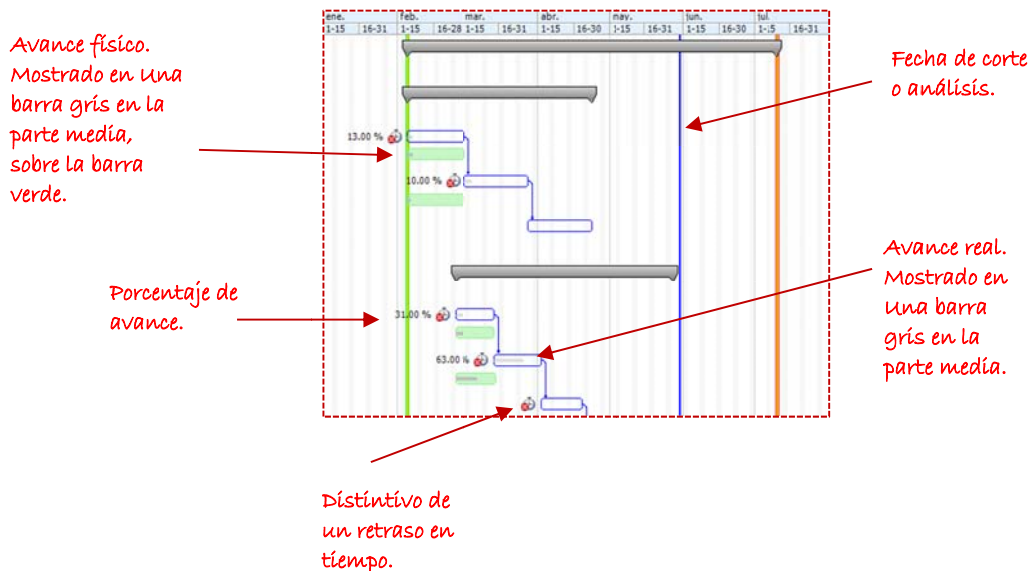 ene. feb. mar. abr. may. jun. jul.
1-15 16-31 1-15 16-28 1-15 16-31 1-15 16-30 1-15 16-31 1-15 16-30 1-15 16-31
Avance físico.
Mostrado en Una
barra gris en la
parte media,
sobre la barra
verde.
Fecha de corte
o análisis.
13.00 %
10.00 %
Avance real.
Mostrado en
Una barra
gris en la
parte media.
Porcentaje de
avance.
31.00 %
63.00 %
Distintivo de
un retraso en
tiempo.